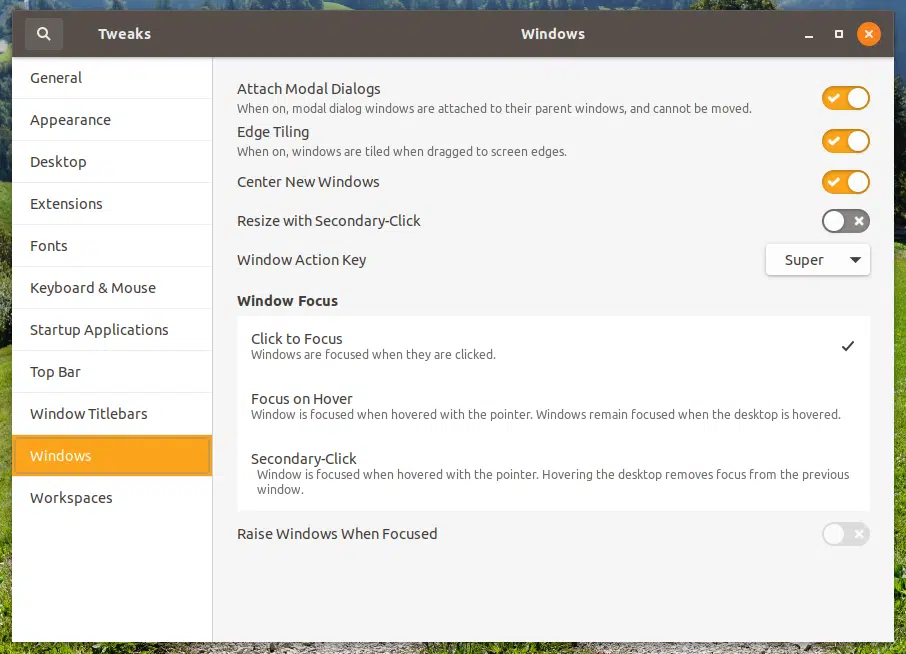 Tweaks
Windows
General
Appearance
Desktop
Extensions
Fonts
Keyboard & Mouse
Startup Applications
Top Bar
Window Titlebars
Windows
Workspaces
Attach Modal Dialogs
When on, modal dialog windows are attached to their parent windows, and cannot be moved.
Edge Tiling
When on, windows are tiled when dragged to screen edges.
Center New Windows
Resize with Secondary-Click
Window Action Key
Super
Window Focus
Click to Focus
Windows are focused when they are clicked.
Focus on Hover
Window is focused when hovered with the pointer. Windows remain focused when the desktop is hovered.
Secondary-Click
Window is focused when hovered with the pointer. Hovering the desktop removes focus from the previous
window.
Raise Windows When Focused